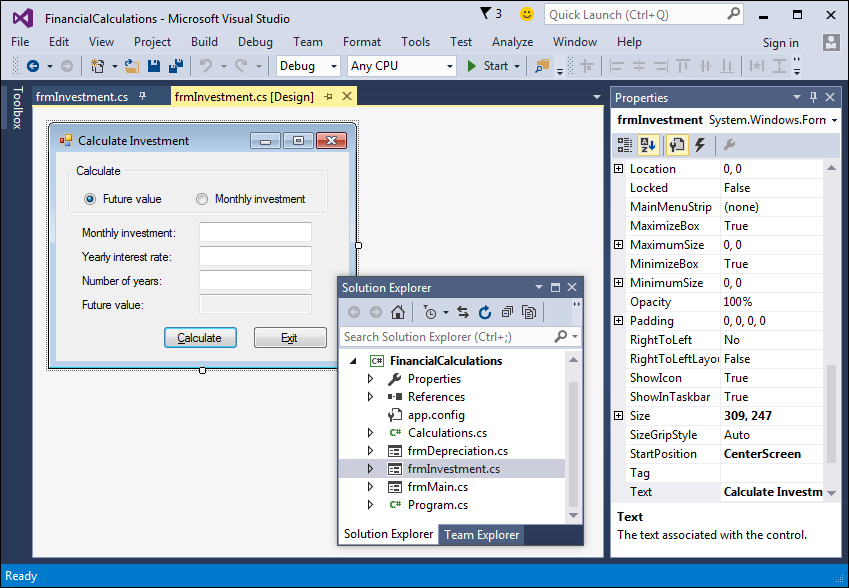 FinancialCalculations - Microsoft Visual Studio
3
Quick Launch (Ctrl+Q)
File Edit View Project Build Debug Team Format Tools Test Analyze Window Help
Sign in
Debug Any CPU Start
Toolbox
frmInvestment.cs
frmInvestment.cs [Design]
Calculate Investment
Calculate
Future value Monthly investment
Monthly investment:
Yearly interest rate:
Number of years:
Future value:
Calculate Exit
Solution Explorer
Search Solution Explorer (Ctrl+;)
C# FinancialCalculations
Properties
References
app.config
C# Calculations.cs
frmDepreciation.cs
frmInvestment.cs
frmMain.cs
C# Program.cs
Solution Explorer Team Explorer
Properties
frmInvestment System.Windows.Form
Location 0, 0
Locked False
MainMenuStrip (none)
MaximizeBox True
MaximumSize 0, 0
MinimizeBox True
MinimumSize 0, 0
Opacity 100%
Padding 0, 0, 0, 0
RightToLeft No
RightToLeftLayou False
ShowIcon True
ShowInTaskbar True
Size 309, 247
SizeGripStyle Auto
StartPosition CenterScreen
Tag
Text Calculate Investm
Text
The text associated with the control.
Ready